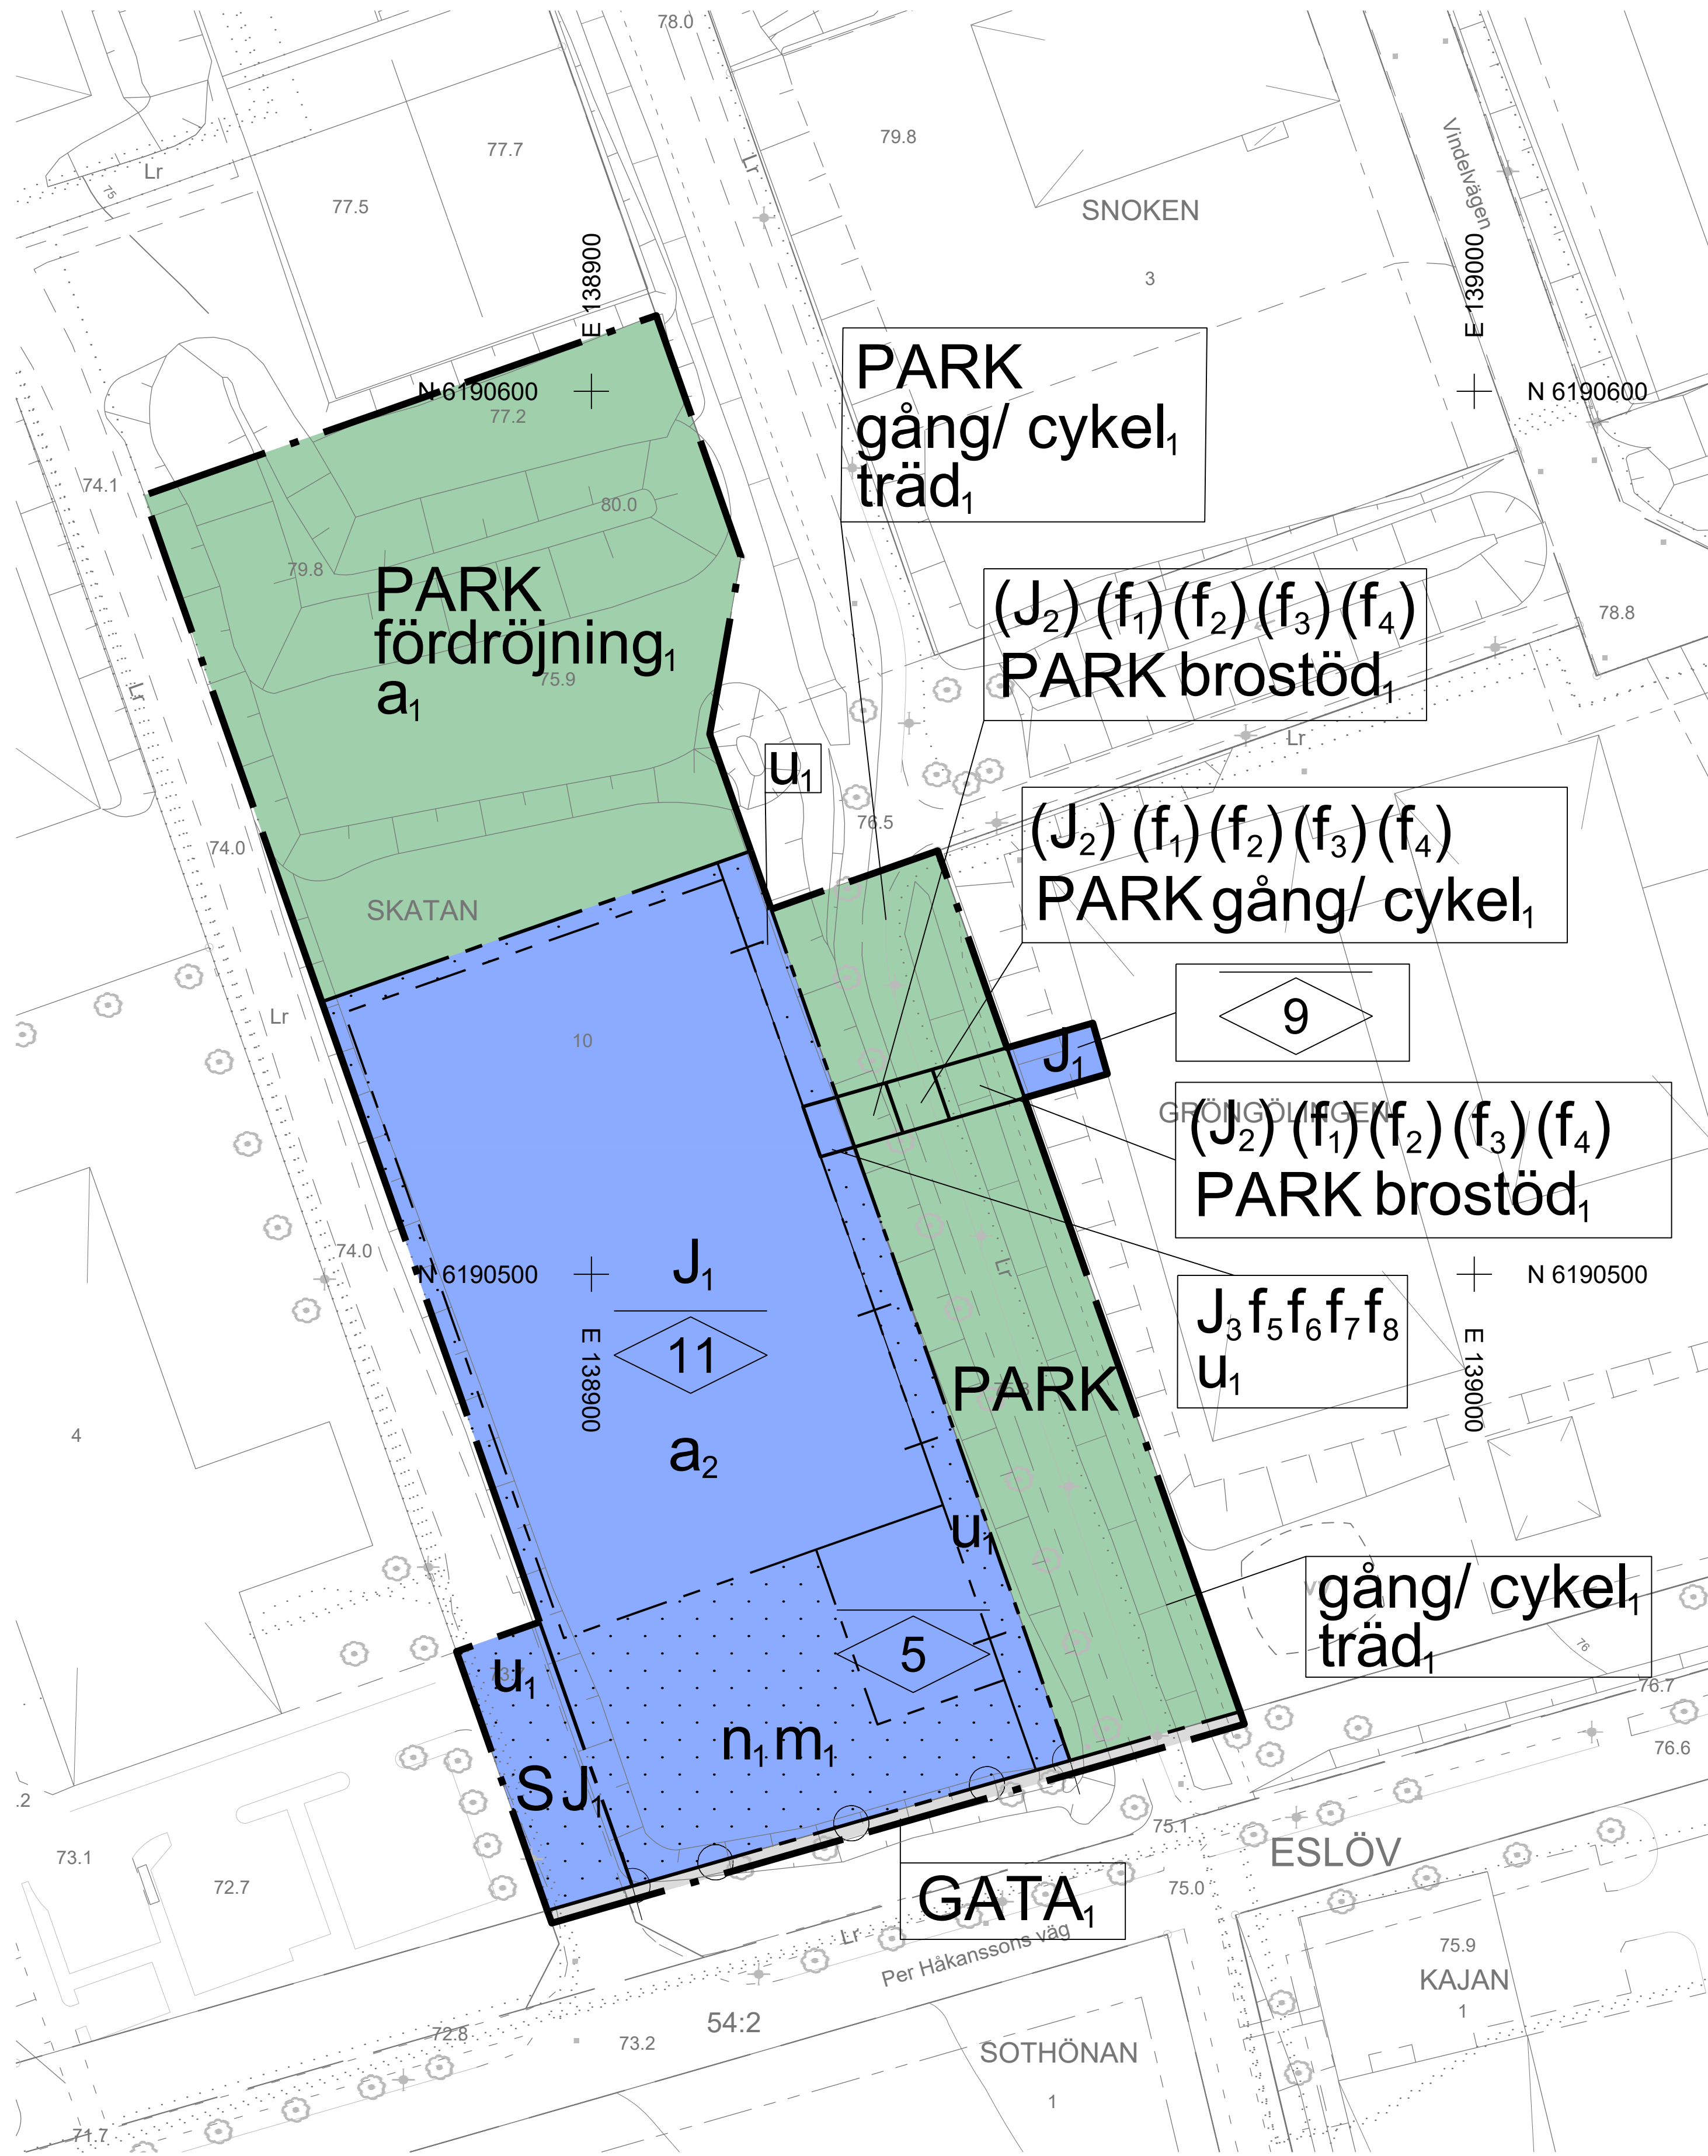 78.0
79.8
77.7
Lr
Lr
75
77.5
Vindelvägen
SNOKEN
3
E 138900
E 139000
N 6190600
N 6190600
77.2
PARK
gång/ cykel1
träd1
74.1
80.0
79.8
PARK
fördröjning1
75.9
a1
(J2) (f1) (f2) (f3) (f4)
PARK brostöd1
78.8
Lr
Lr
u1
76.5
(J2) (f1) (f2) (f3) (f4)
PARK gång/ cykel1
74.0
SKATAN
Lr
10
9
J1
GRÖNGÖLINGEN
(J2) (f1) (f2) (f3) (f4)
PARK brostöd1
74.0
N 6190500
J1
Lr
N 6190500
J3 f5 f6 f7 f8
u1
11
E 138900
E 139000
PARK
4
a2
u1
gång/ cykel1
träd1
76
5
u1
n1 m1
76.7
76.6
S J1
.2
73.1
72.7
75.1
ESLÖV
GATA1
75.0
Lr
Per Håkanssons väg
75.9
KAJAN
1
54:2
72.8
73.2
SOTHÖNAN
1
71.7